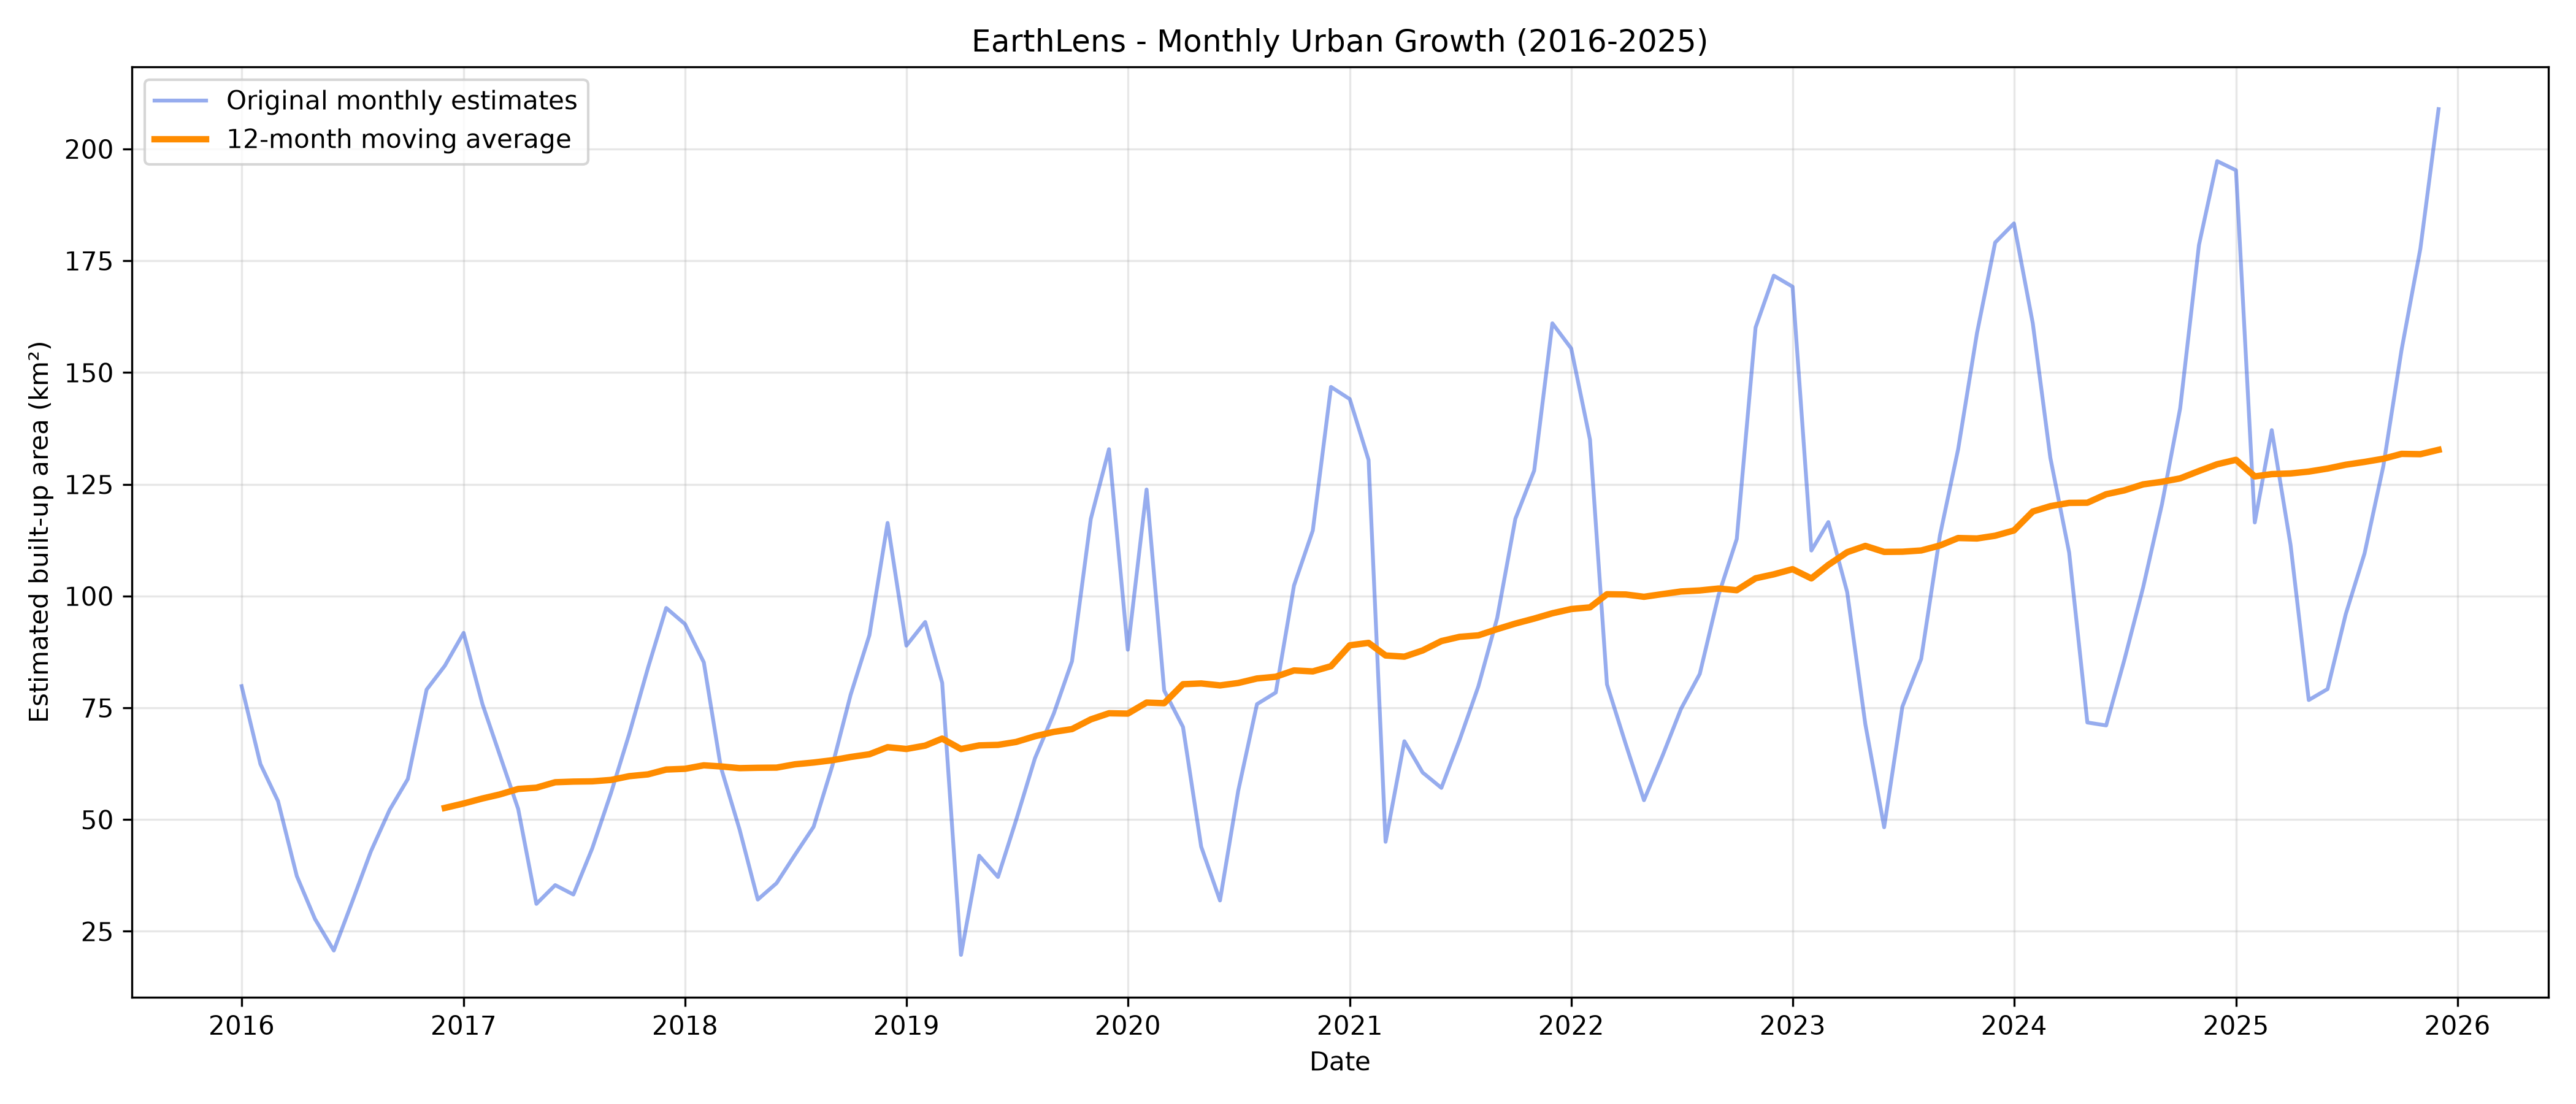 EarthLens - Monthly Urban Growth (2016-2025)
Original monthly estimates
12-month moving average
Estimated built-up area (km²)
200
175
150
125
100
75
50
25
2016 2017 2018 2019 2020 2021 2022 2023 2024 2025 2026
Date